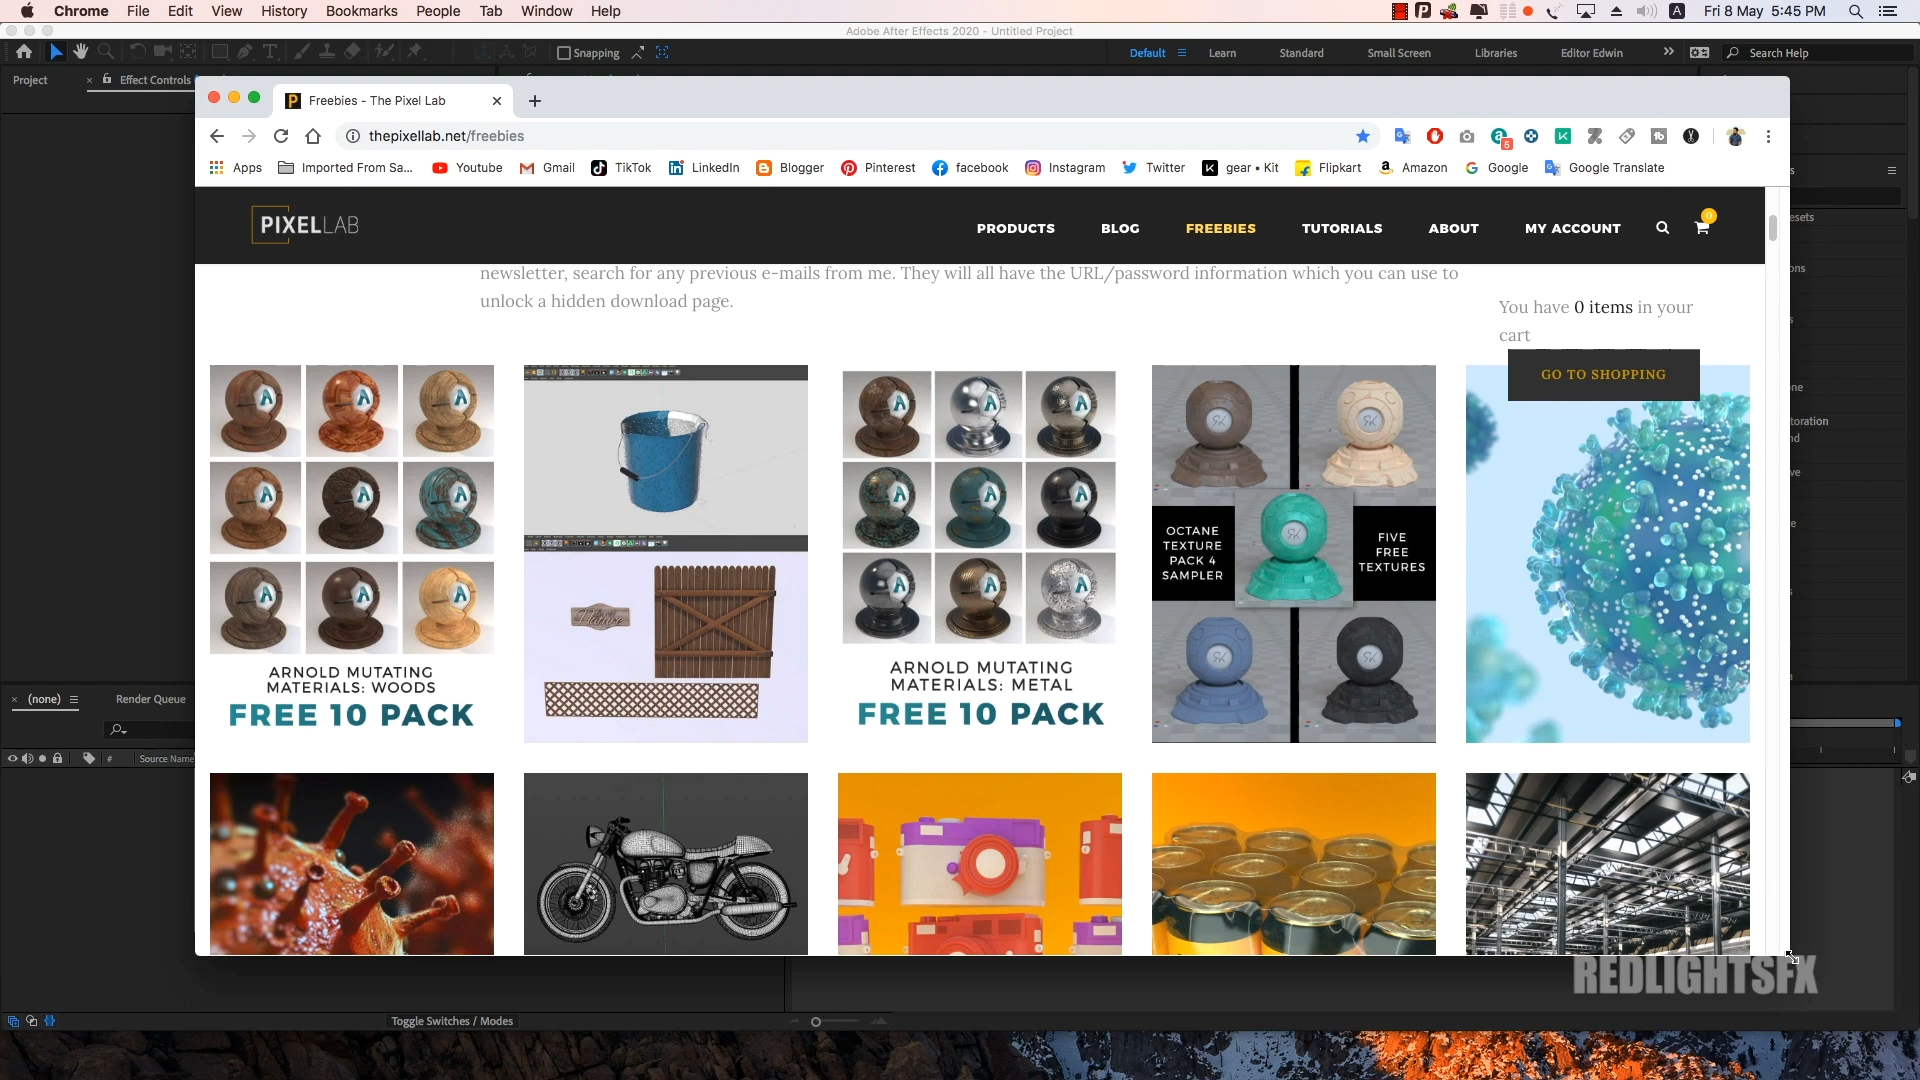 Chrome File Edit View History Bookmarks People Tab Window Help
A Fri 8 May 5:45 PM
Adobe After Effects 2020 - Untitled Project
Snapping
Default Learn Standard Small Screen Libraries Editor Edwin Search Help
Project Effect Controls
Freebies - The Pixel Lab
thepixellab.net/freebies
5
Apps Imported From Sa... Youtube Gmail TikTok LinkedIn Blogger Pinterest facebook Instagram Twitter gear • Kit Flipkart Amazon Google Google Translate
PIXELLAB
PRODUCTS BLOG FREEBIES TUTORIALS ABOUT MY ACCOUNT
0
newsletter, search for any previous e-mails from me. They will all have the URL/password information which you can use to
unlock a hidden download page.
You have 0 items in your
cart
GO TO SHOPPING
ARNOLD MUTATING
MATERIALS: WOODS
FREE 10 PACK
Nature
ARNOLD MUTATING
MATERIALS: METAL
FREE 10 PACK
OCTANE
TEXTURE
PACK 4
SAMPLER
FIVE
FREE
TEXTURES
(none)
Render Queue
# Source Name
Toggle Switches / Modes
REDLIGHTSFX